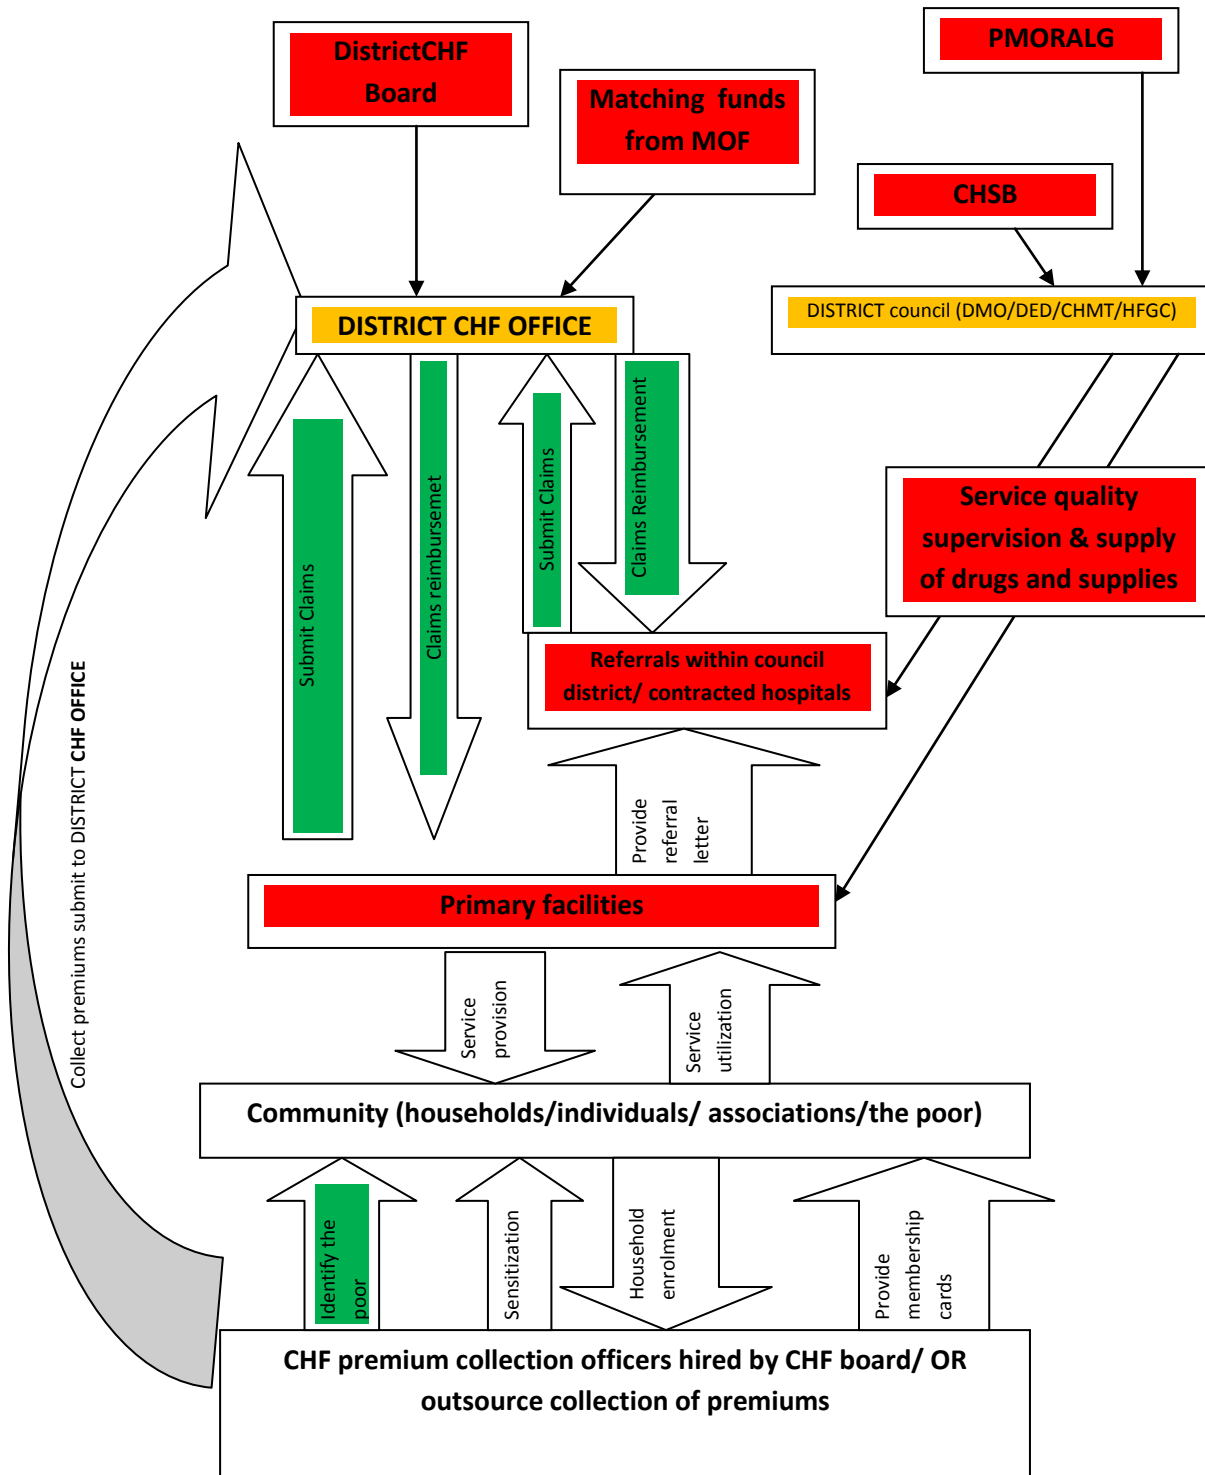 DistrictCHF
Board
Matching funds
from MOF
PMORALG
CHSB
DISTRICT CHF OFFICE
DISTRICT council (DMO/DED/CHMT/HFGC)
Submit Claims
Claims reimbursemet
Submit Claims
Claims Reimbursement
Service quality
supervision & supply
of drugs and supplies
Referrals within council
district/ contracted hospitals
Collect premiums submit to DISTRICT CHF OFFICE
Provide
referral
letter
Primary facilities
Service
provision
Service
utilization
Community (households/individuals/ associations/the poor)
Identify the
poor
Sensitization
Household
enrolment
Provide
membership
cards
CHF premium collection officers hired by CHF board/ OR
outsource collection of premiums